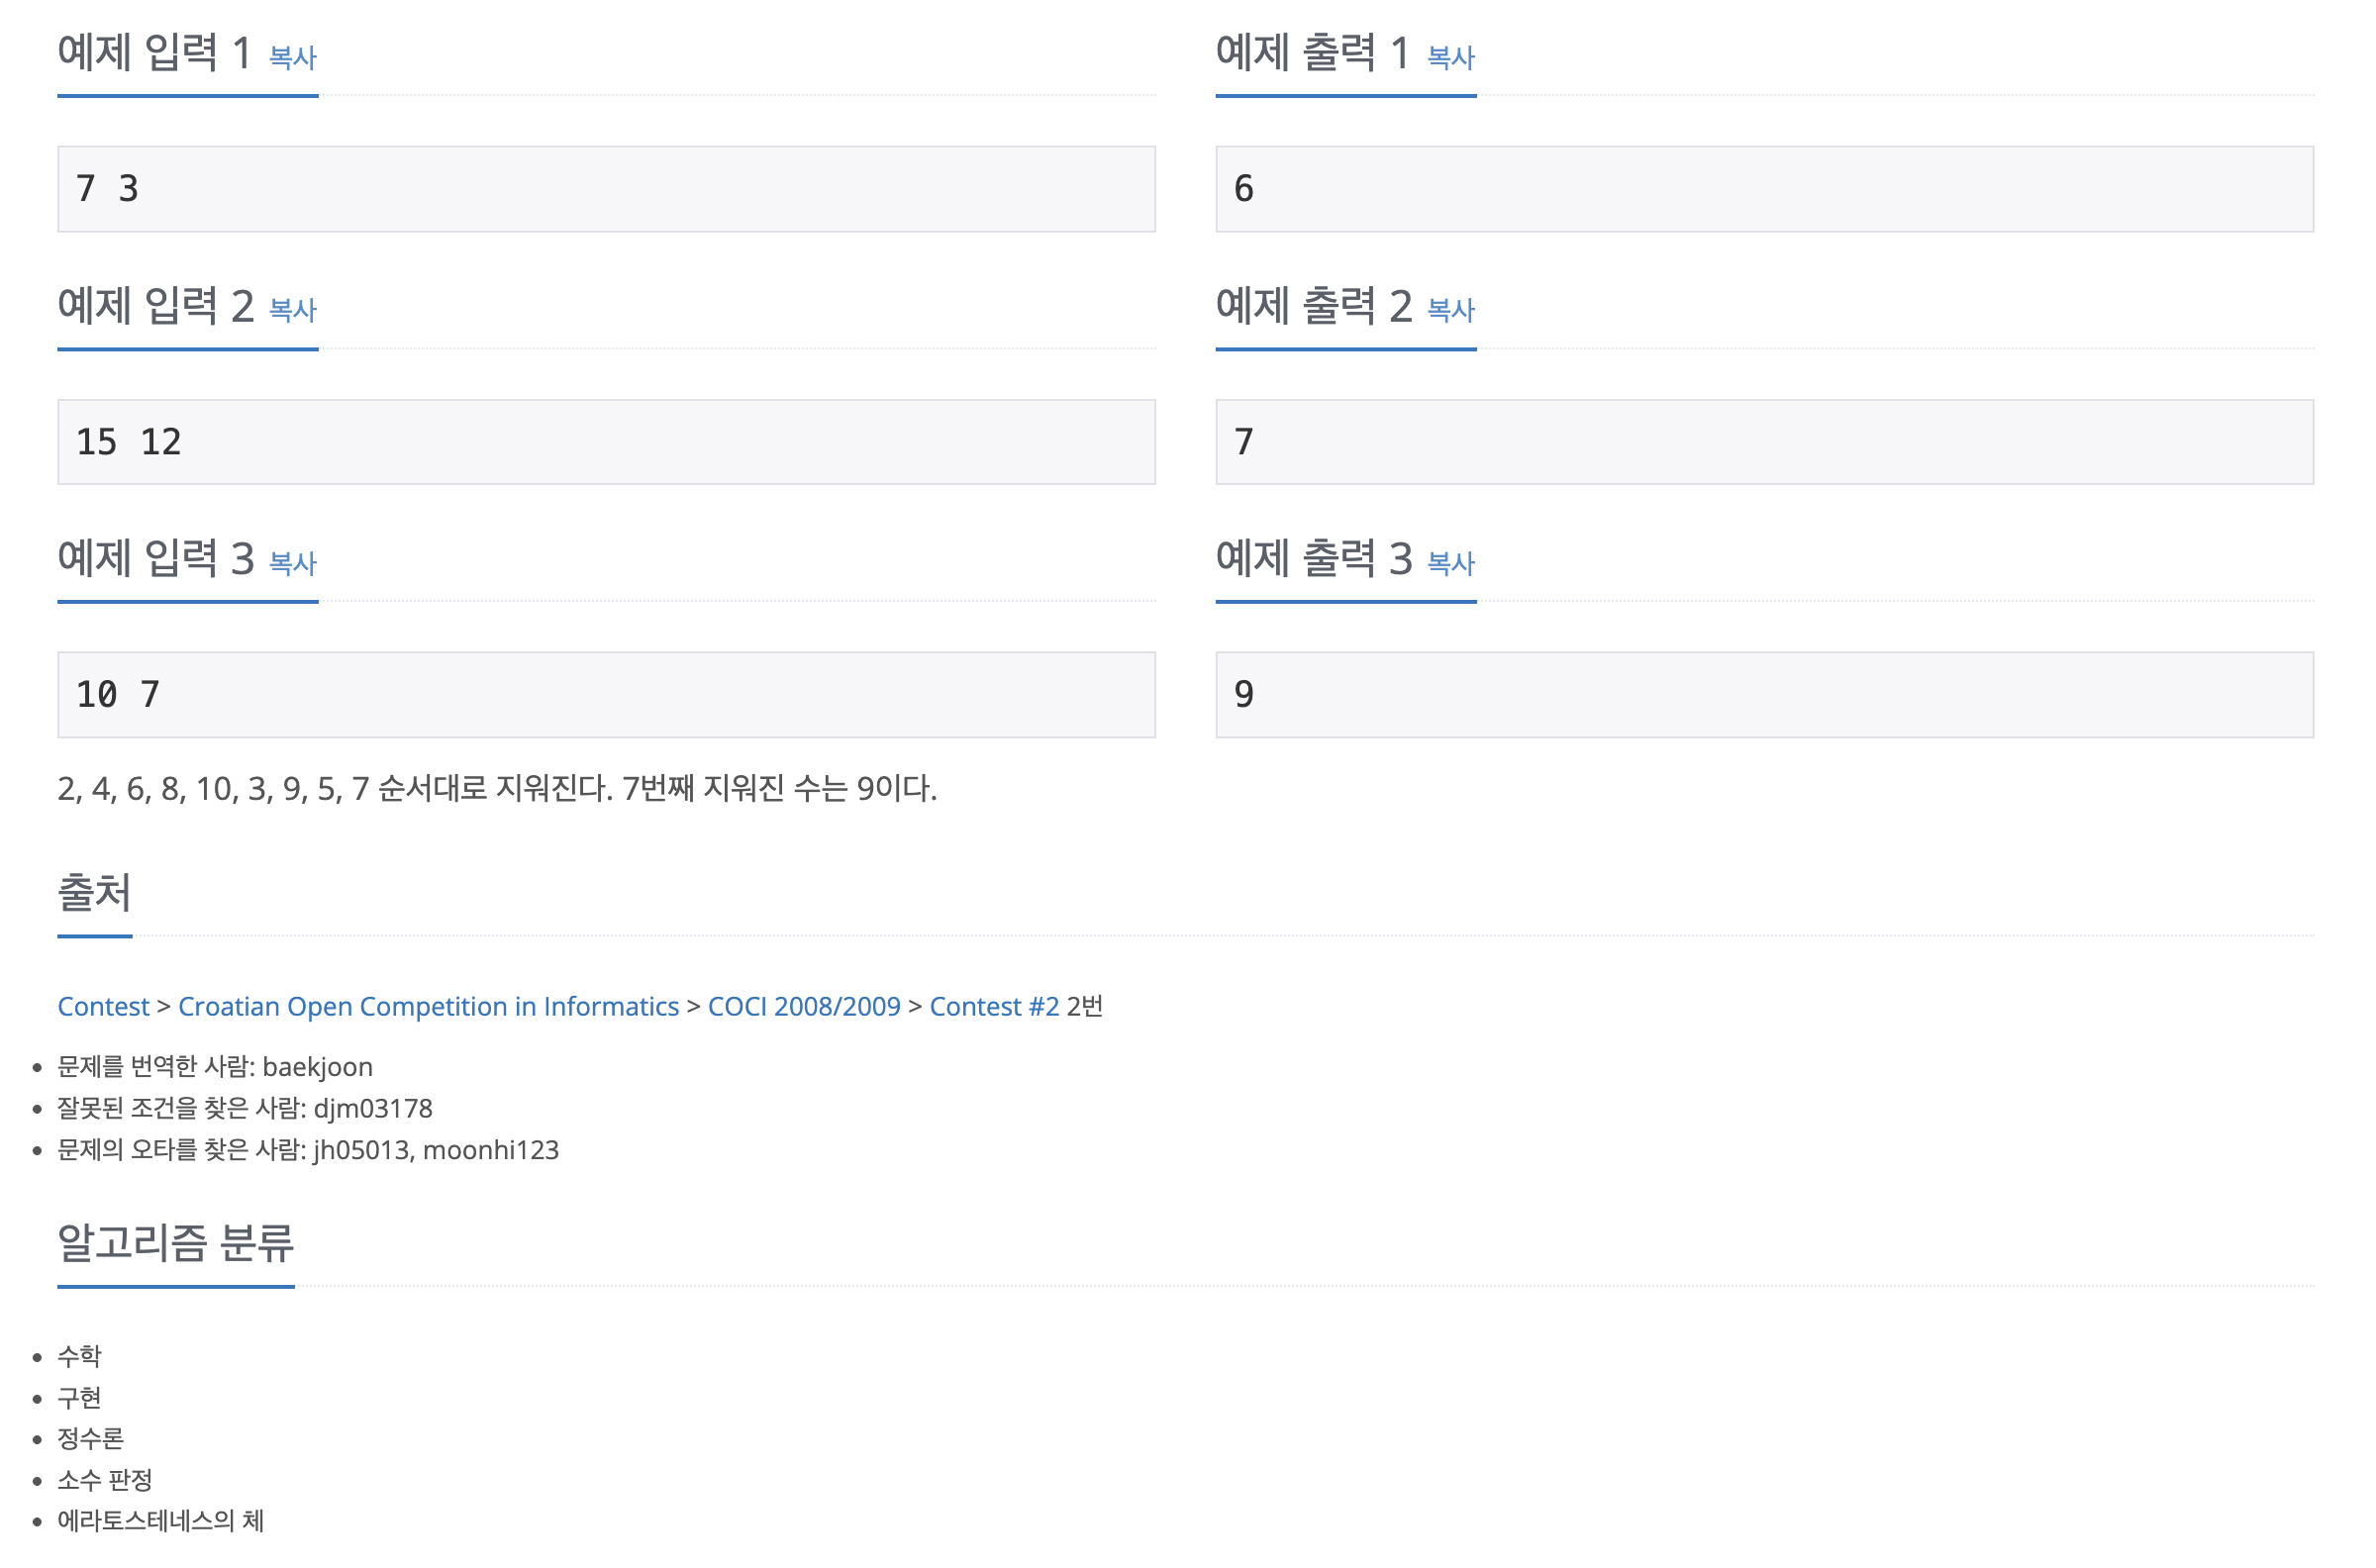 예제 입력 1 복사
예제 출력 1 복사
7 3
6
예제 입력 2 복사
예제 출력 2 복사
15 12
7
예제 입력 3 복사
예제 출력 3 복사
10 7
9
2, 4, 6, 8, 10, 3, 9, 5, 7 순서대로 지워진다. 7번째 지워진 수는 9이다.
출처
Contest > Croatian Open Competition in Informatics > COCI 2008/2009 > Contest #2 2번
문제를 번역한 사람: baekjoon
잘못된 조건을 찾은 사람: djm03178
문제의 오타를 찾은 사람: jh05013, moonhi123
알고리즘 분류
수학
구현
정수론
소수 판정
에라토스테네스의 체